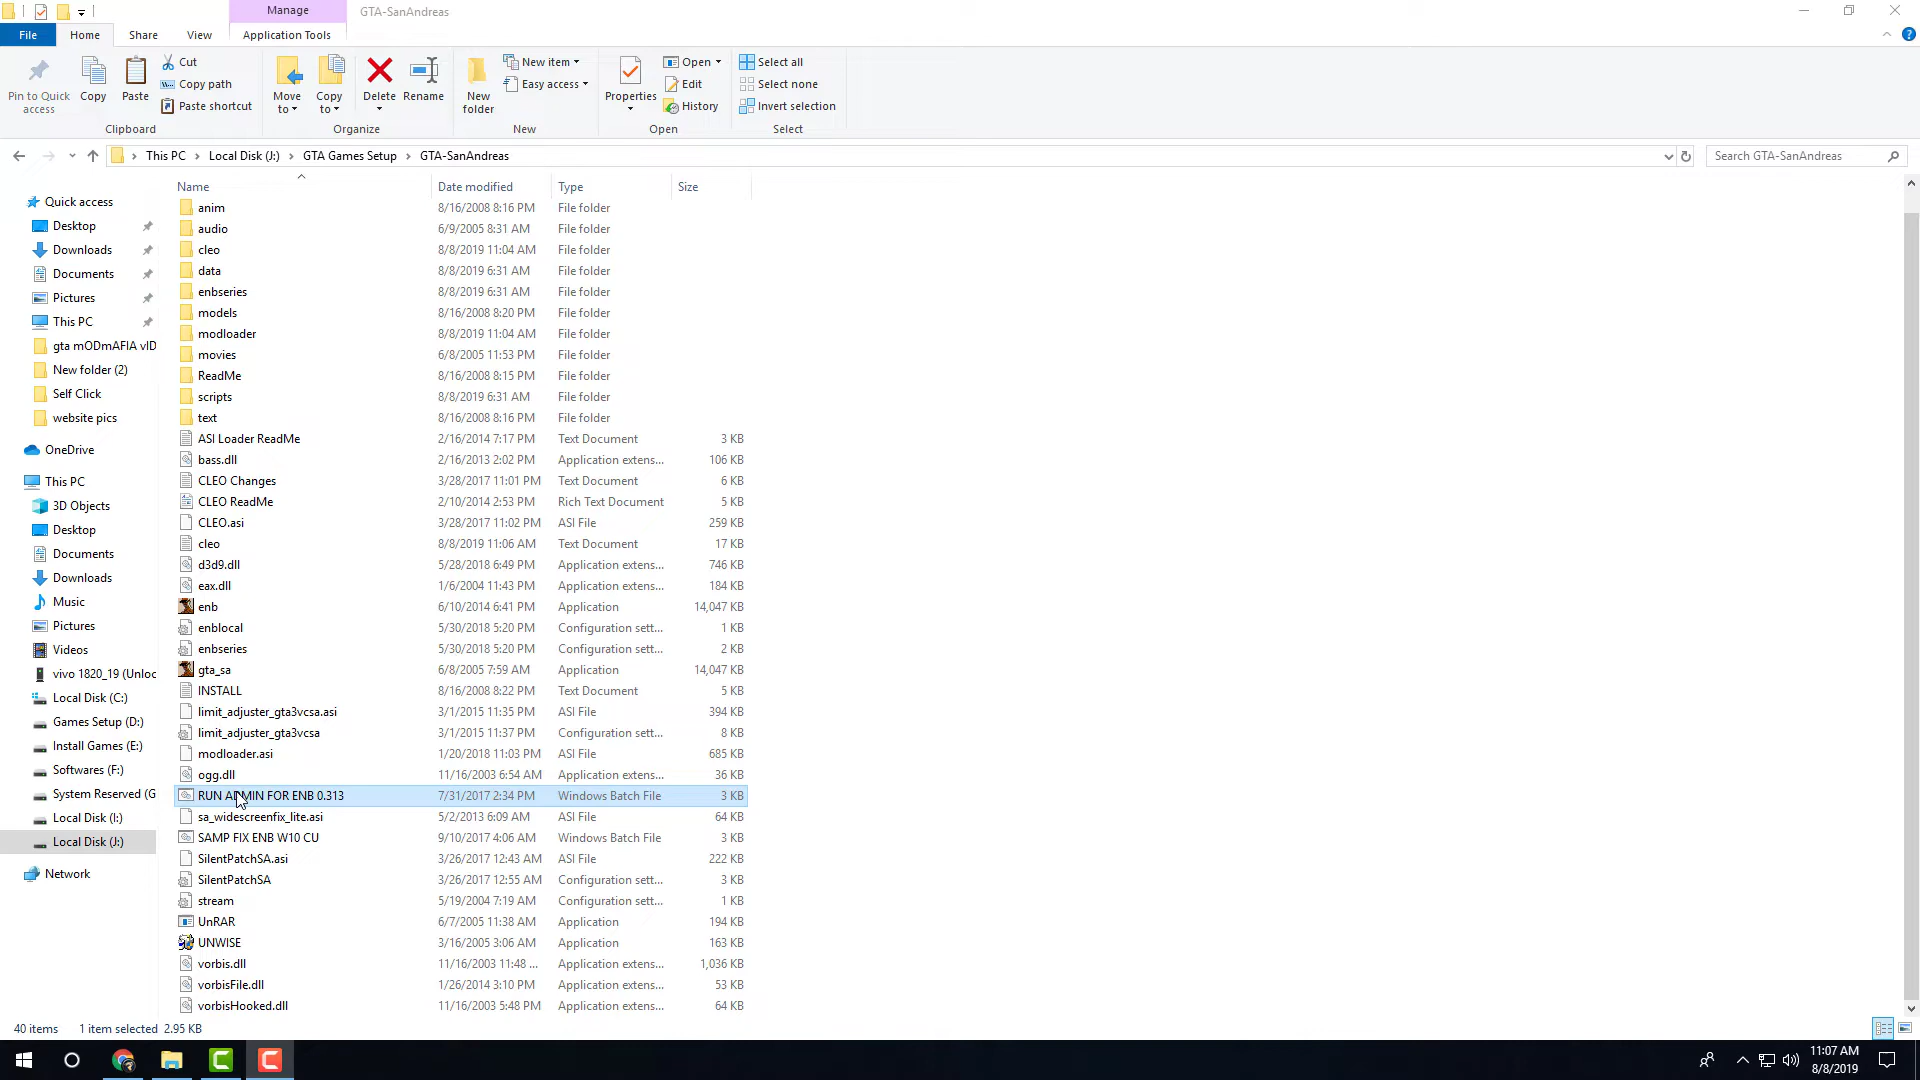 Manage
GTA-SanAndreas
File
Home
Share
View
Application Tools
Pin to Quick access
Copy
Paste
Cut
Copy path
Paste shortcut
Clipboard
Move to
Copy to
Delete
Rename
Organize
New folder
New item
Easy access
New
Properties
Open
Edit
History
Open
Select all
Select none
Invert selection
Select
This PC > Local Disk (J:) > GTA Games Setup > GTA-SanAndreas
Search GTA-SanAndreas
Quick access
Desktop
Downloads
Documents
Pictures
This PC
gta mODmAFIA vID
New folder (2)
Self Click
website pics
OneDrive
This PC
3D Objects
Desktop
Documents
Downloads
Music
Pictures
Videos
vivo 1820_19 (Unloc
Local Disk (C:)
Games Setup (D:)
Install Games (E:)
Softwares (F:)
System Reserved (G
Local Disk (I:)
Local Disk (J:)
Network
Name Date modified Type Size
anim 8/16/2008 8:16 PM File folder
audio 6/9/2005 8:31 AM File folder
cleo 8/8/2019 11:04 AM File folder
data 8/8/2019 6:31 AM File folder
enbseries 8/8/2019 6:31 AM File folder
models 8/16/2008 8:20 PM File folder
modloader 8/8/2019 11:04 AM File folder
movies 6/8/2005 11:53 PM File folder
ReadMe 8/16/2008 8:15 PM File folder
scripts 8/8/2019 6:31 AM File folder
text 8/16/2008 8:16 PM File folder
ASI Loader ReadMe 2/16/2014 7:17 PM Text Document 3 KB
bass.dll 2/16/2013 2:02 PM Application extens... 106 KB
CLEO Changes 3/28/2017 11:01 PM Text Document 6 KB
CLEO ReadMe 2/10/2014 2:53 PM Rich Text Document 5 KB
CLEO.asi 3/28/2017 11:02 PM ASI File 259 KB
cleo 8/8/2019 11:06 AM Text Document 17 KB
d3d9.dll 5/28/2018 6:49 PM Application extens... 746 KB
eax.dll 1/6/2004 11:43 PM Application extens... 184 KB
enb 6/10/2014 6:41 PM Application 14,047 KB
enblocal 5/30/2018 5:20 PM Configuration sett... 1 KB
enbseries 5/30/2018 5:20 PM Configuration sett... 2 KB
gta_sa 6/8/2005 7:59 AM Application 14,047 KB
INSTALL 8/16/2008 8:22 PM Text Document 5 KB
limit_adjuster_gta3vcsa.asi 3/1/2015 11:35 PM ASI File 394 KB
limit_adjuster_gta3vcsa 3/1/2015 11:37 PM Configuration sett... 8 KB
modloader.asi 1/20/2018 11:03 PM ASI File 685 KB
ogg.dll 11/16/2003 6:54 AM Application extens... 36 KB
RUN ADMIN FOR ENB 0.313 7/31/2017 2:34 PM Windows Batch File 3 KB
sa_widescreenfix_lite.asi 5/2/2013 6:09 AM ASI File 64 KB
SAMP FIX ENB W10 CU 9/10/2017 4:06 AM Windows Batch File 3 KB
SilentPatchSA.asi 3/26/2017 12:43 AM ASI File 222 KB
SilentPatchSA 3/26/2017 12:55 AM Configuration sett... 3 KB
stream 5/19/2004 7:19 AM Configuration sett... 1 KB
UnRAR 6/7/2005 11:38 AM Application 194 KB
UNWISE 3/16/2005 3:06 AM Application 163 KB
vorbis.dll 11/16/2003 11:48 ... Application extens... 1,036 KB
vorbisFile.dll 1/26/2014 3:10 PM Application extens... 53 KB
vorbisHooked.dll 11/16/2003 5:48 PM Application extens... 64 KB
40 items 1 item selected 2.95 KB
11:07 AM
8/8/2019